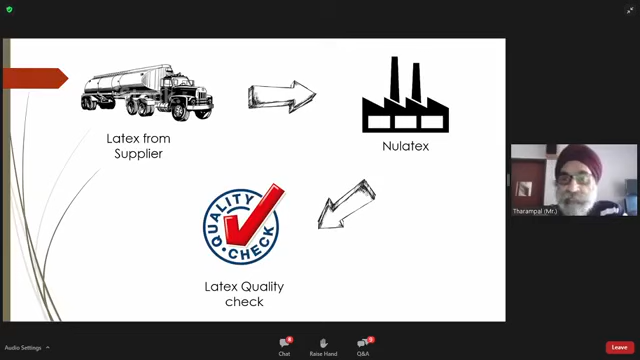 Latex from
Supplier
Nulatex
QUALITY
CHECK
Latex Quality
check
Tharampal (Mr.)
Audio Settings
Chat
Raise Hand
Q&A
Leave